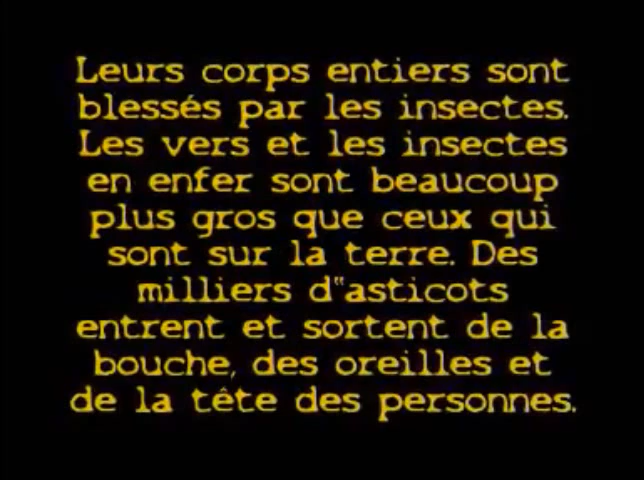 Leurs corps entiers sont
blessés par les insectes.
Les vers et les insectes
en enfer sont beaucoup
plus gros que ceux qui
sont sur la terre. Des
milliers d"asticots
entrent et sortent de la
bouche, des oreilles et
de la tête des personnes.